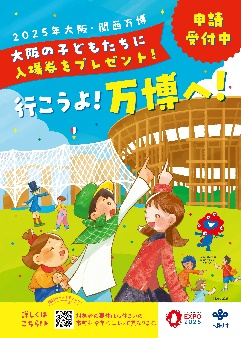 2025年大阪・関西万博
大阪の子どもたちに
入場券をプレゼント!
申請
受付中
行こうよ!万博へ!
詳しくは
こちら
EXPO
2025